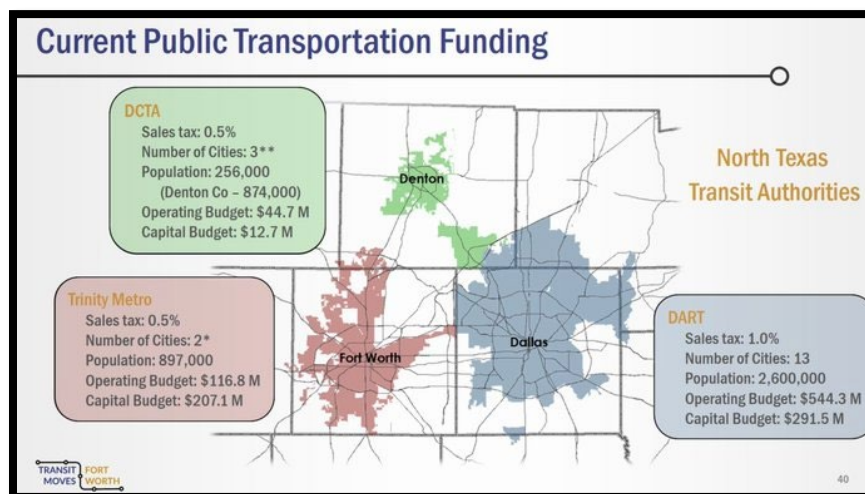 Current Public Transportation Funding
DCTA
Sales tax: 0.5%
Number of Cities: 3**
Population: 256,000
(Denton Co – 874,000)
Operating Budget: $44.7 M
Capital Budget: $12.7 M
North Texas
Transit Authorities
Denton
Trinity Metro
Sales tax: 0.5%
Number of Cities: 2*
Population: 897,000
Operating Budget: $116.8 M
Capital Budget: $207.1 M
Fort Worth
Dallas
DART
Sales tax: 1.0%
Number of Cities: 13
Population: 2,600,000
Operating Budget: $544.3 M
Capital Budget: $291.5 M
TRANSIT FORT
MOVES WORTH
40